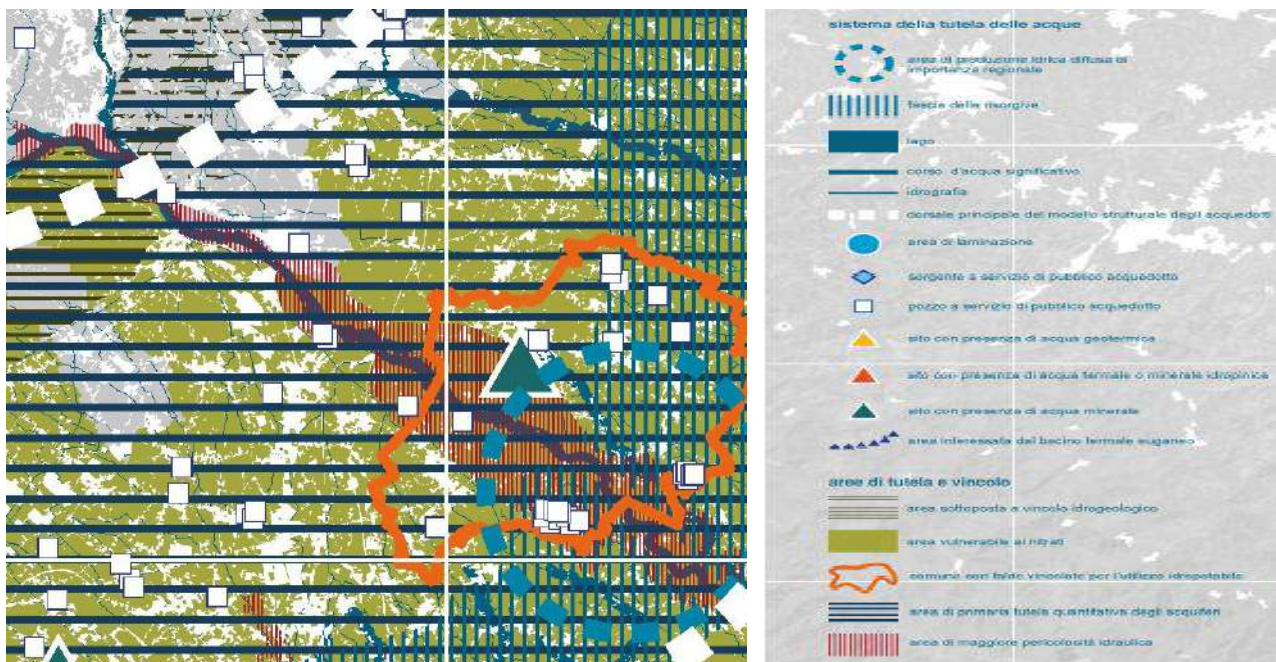 sistema della tutela delle acque
area di produzione idrica diffusa di
importanza regionale
fascia delle risorgive
lago
corso d'acqua significativo
idrografia
dorsale principale del modello strutturale degli acquedotti
area di laminazione
sorgente a servizio di pubblico acquedotto
pozzo a servizio di pubblico acquedotto
sito con presenza di acqua geotermica
sito con presenza di acqua termale o minerale idropinica
sito con presenza di acqua minerale
area interessata dal bacino termale euganeo
aree di tutela e vincolo
area sottoposta a vincolo idrogeologico
area vulnerabile ai nitrati
comune con falde vincolate per l'utilizzo idropotabile
area di primaria tutela quantitativa degli acquiferi
area di maggiore pericolosità idraulica